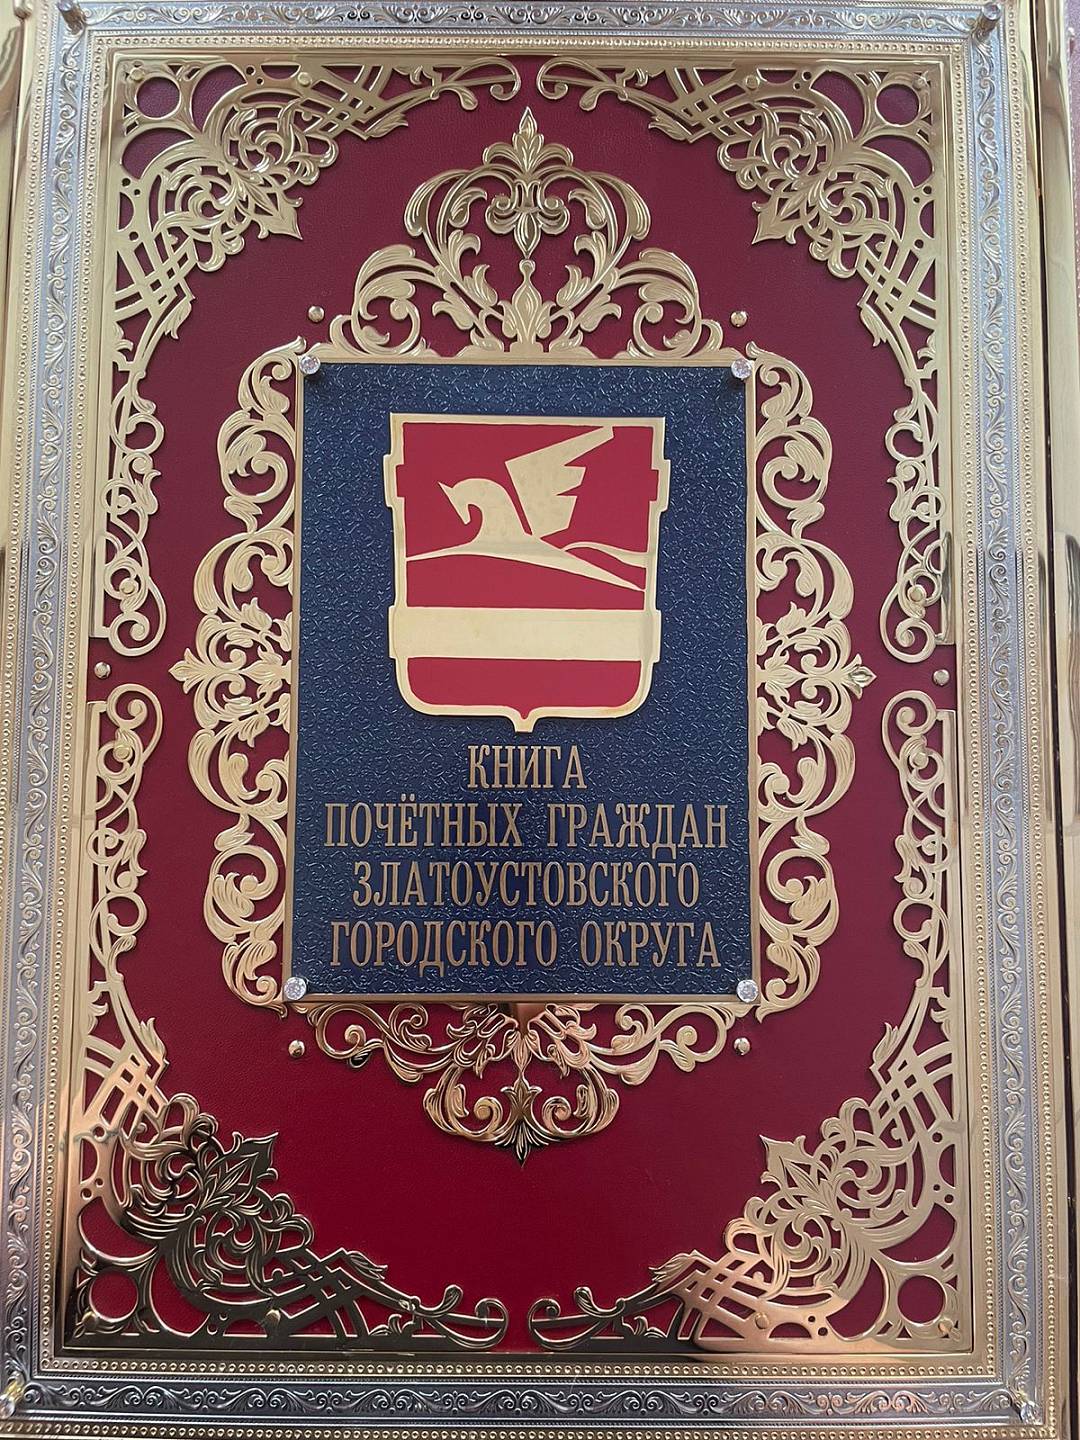 КНИГА
ПОЧЁТНЫХ ГРАЖДАН
ЗЛАТОУСТОВСКОГО
ГОРОДСКОГО ОКРУГА